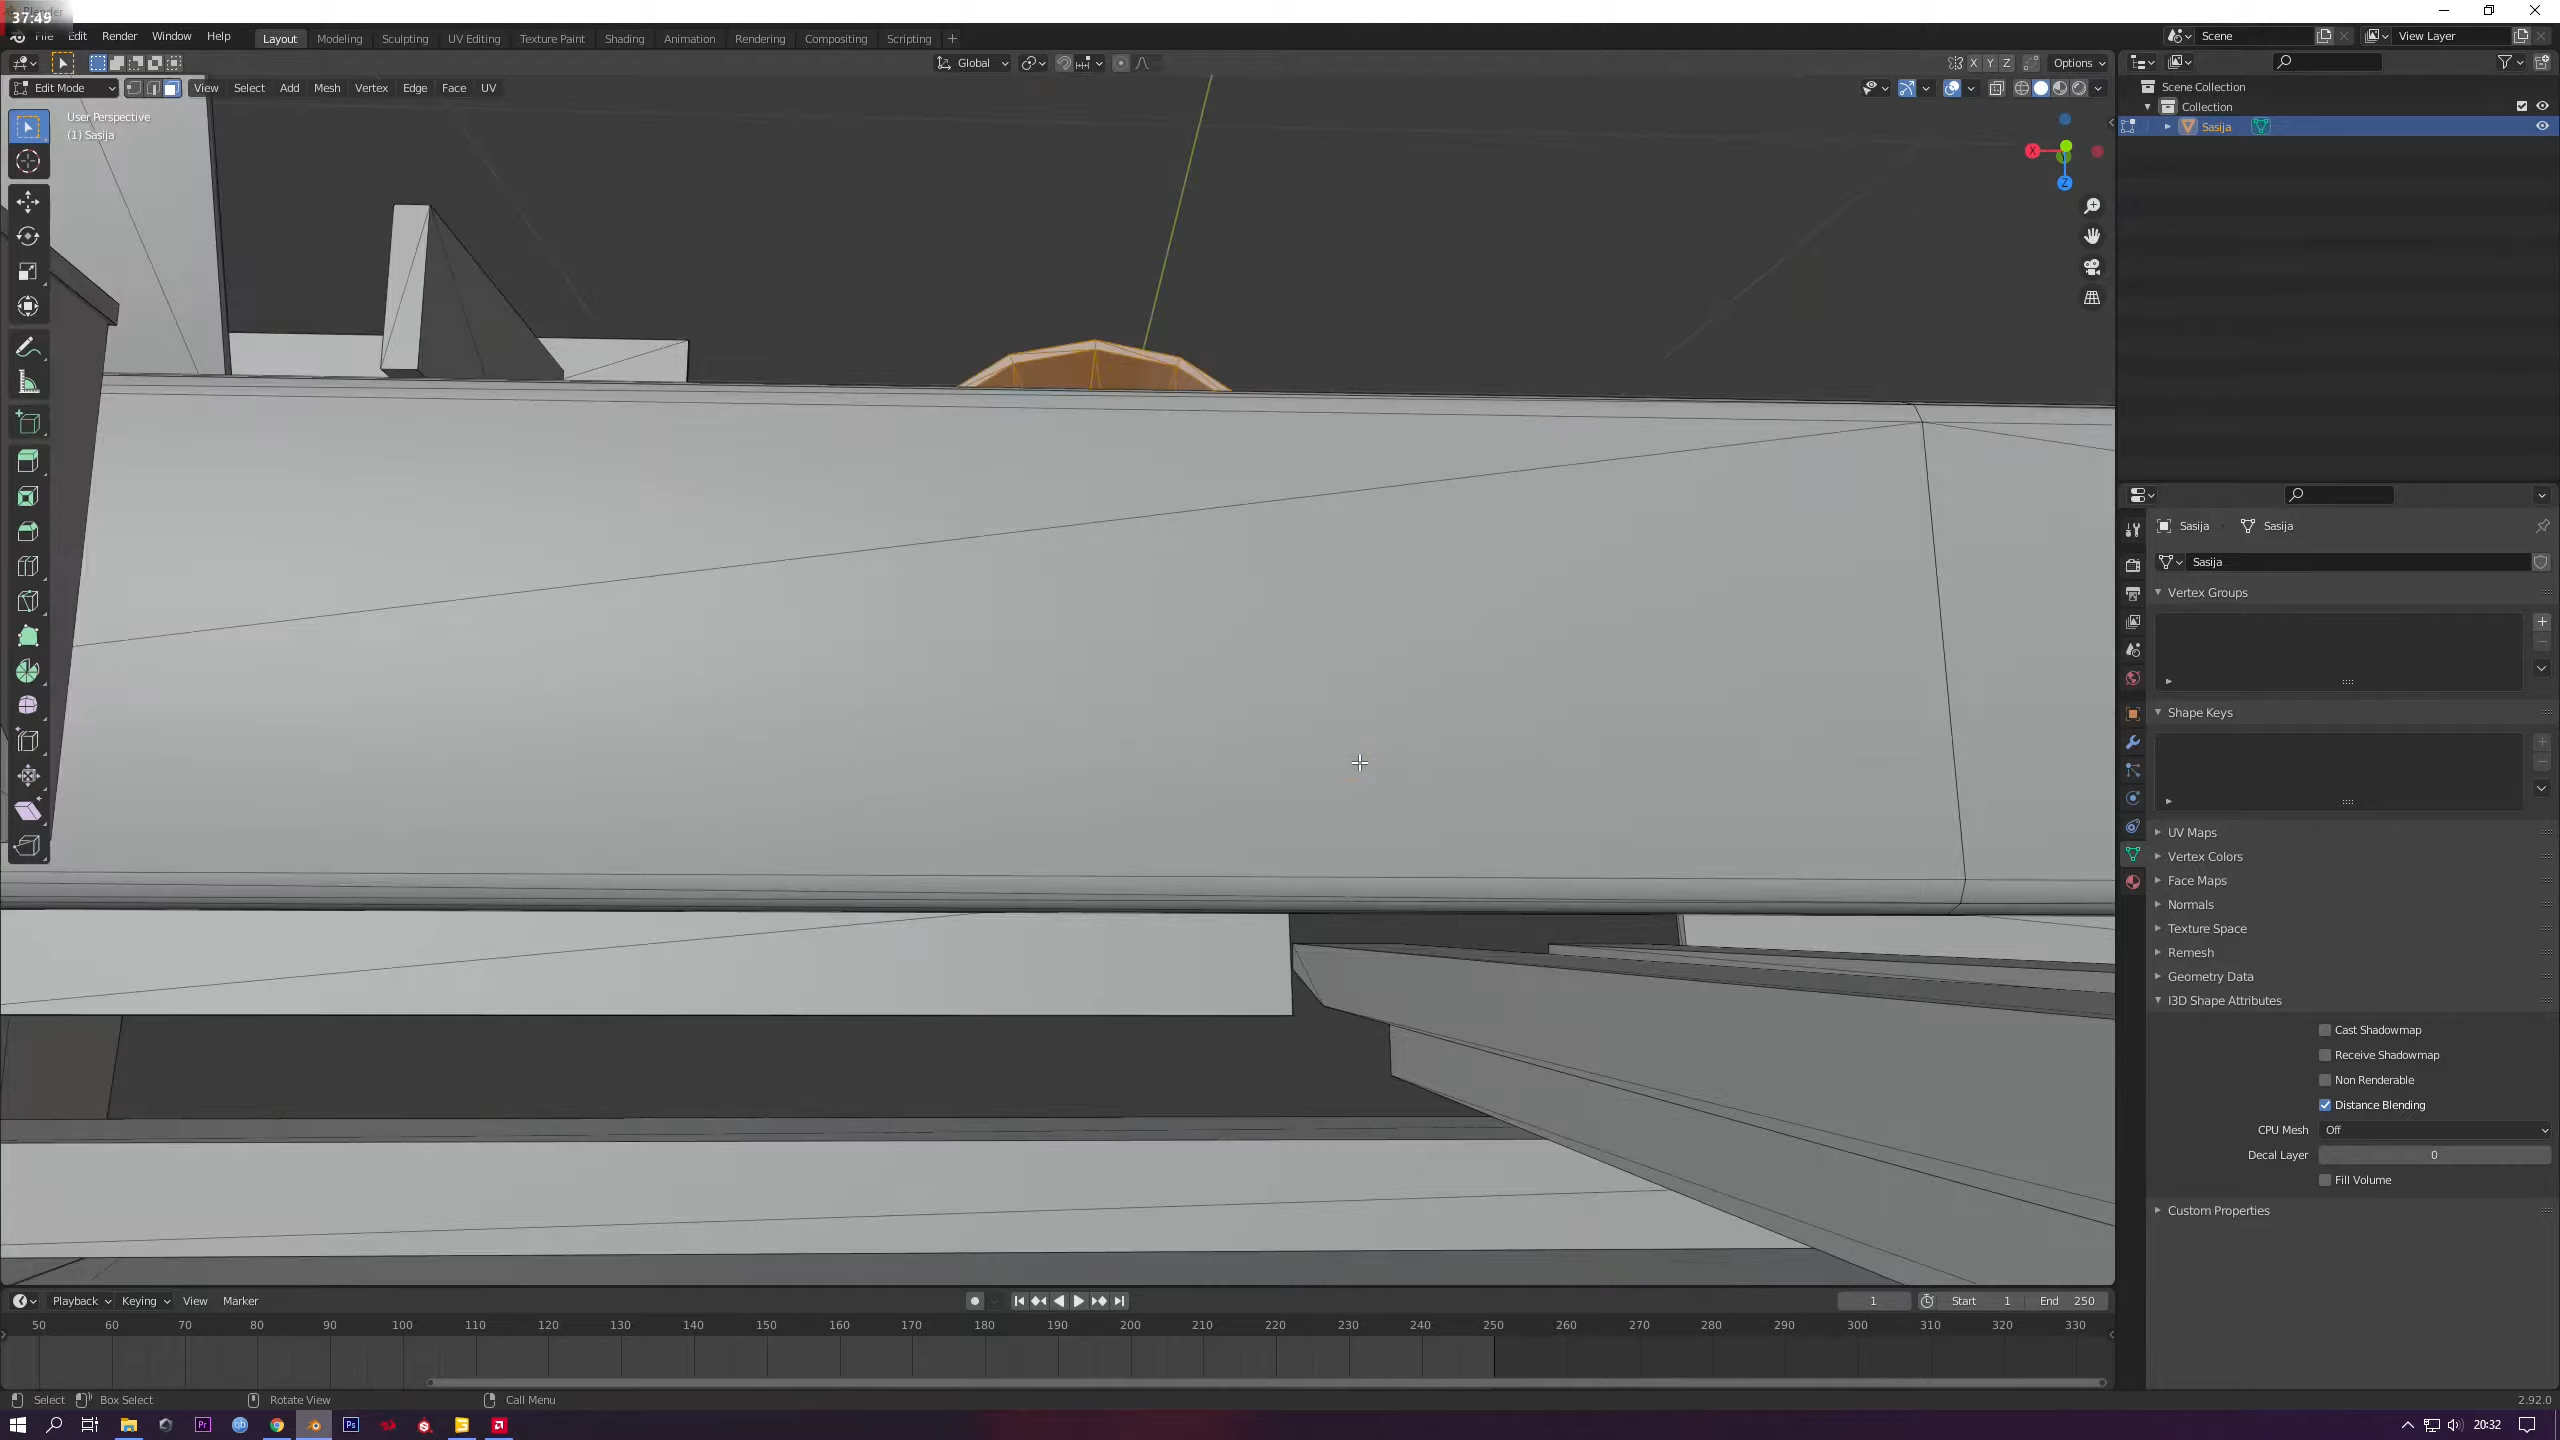 37:49
Blender
File Edit Render Window Help Layout Modeling Sculpting UV Editing Texture Paint Shading Animation Rendering Compositing Scripting + Scene View Layer
Global X Y Z Options
Edit Mode View Select Add Mesh Vertex Edge Face UV
User Perspective
(1) Sasija
X
Z
Scene Collection
Collection
Sasija
Sasija Sasija
Sasija
Vertex Groups
Shape Keys
UV Maps
Vertex Colors
Face Maps
Normals
Texture Space
Remesh
Geometry Data
I3D Shape Attributes
Cast Shadowmap
Receive Shadowmap
Non Renderable
Distance Blending
CPU Mesh Off
Decal Layer 0
Fill Volume
Custom Properties
Playback Keying View Marker 1 Start 1 End 250
50 60 70 80 90 100 110 120 130 140 150 160 170 180 190 200 210 220 230 240 250 260 270 280 290 300 310 320 330
Select Box Select Rotate View Call Menu 2.92.0
Pr gb Ps 20:32